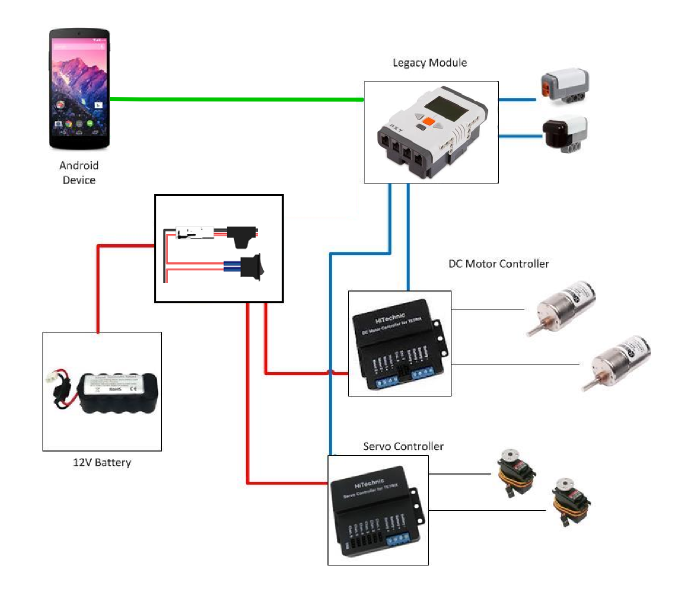 Legacy Module
NXT
Android
Device
DC Motor Controller
HiTechnic
DC Motor Controller for TETRIX
12V Battery
Servo Controller
HiTechnic
Servo Controller for TETRIX